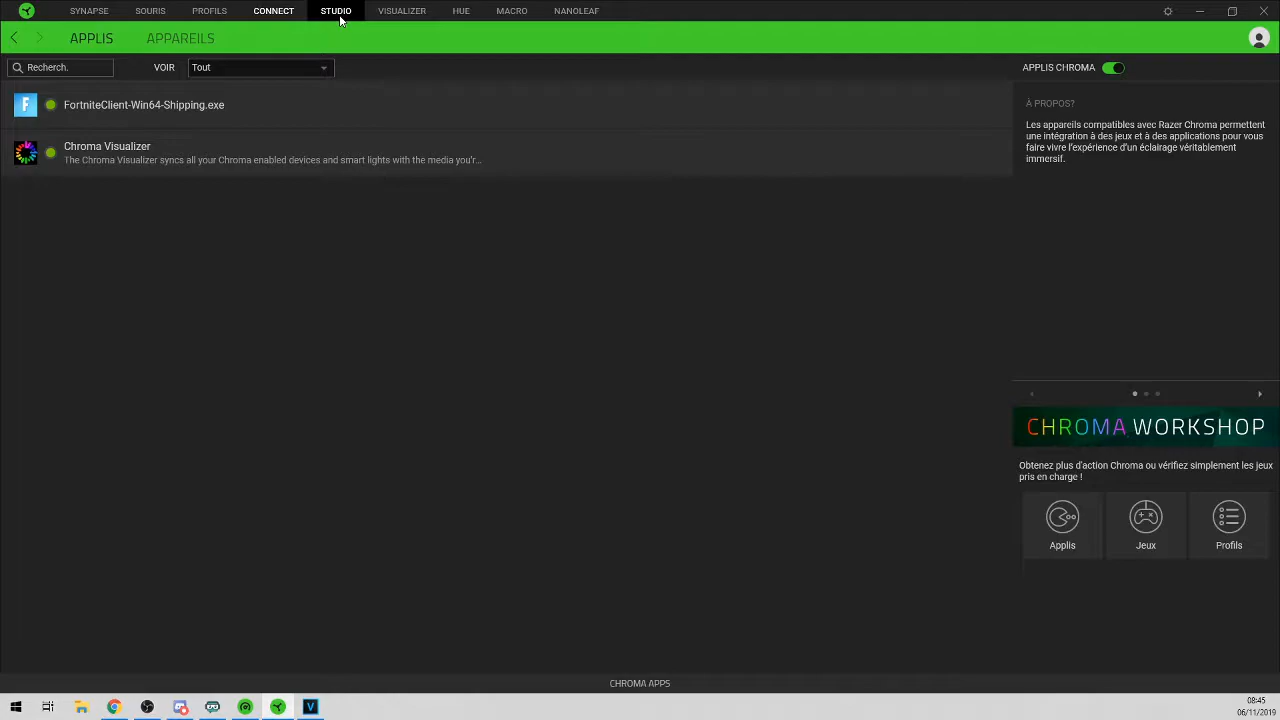 SYNAPSE SOURIS PROFILS CONNECT STUDIO VISUALIZER HUE MACRO NANOLEAF
APPLIS APPAREILS
Recherch. VOIR Tout APPLIS CHROMA
F FortniteClient-Win64-Shipping.exe
Chroma Visualizer
The Chroma Visualizer syncs all your Chroma enabled devices and smart lights with the media you'r...
À PROPOS?
Les appareils compatibles avec Razer Chroma permettent
une intégration à des jeux et à des applications pour vous
faire vivre l'expérience d'un éclairage véritablement
immersif.
CHROMA WORKSHOP
Obtenez plus d'action Chroma ou vérifiez simplement les jeux
pris en charge !
Applis Jeux Profils
CHROMA APPS
V
08:45
06/11/2019